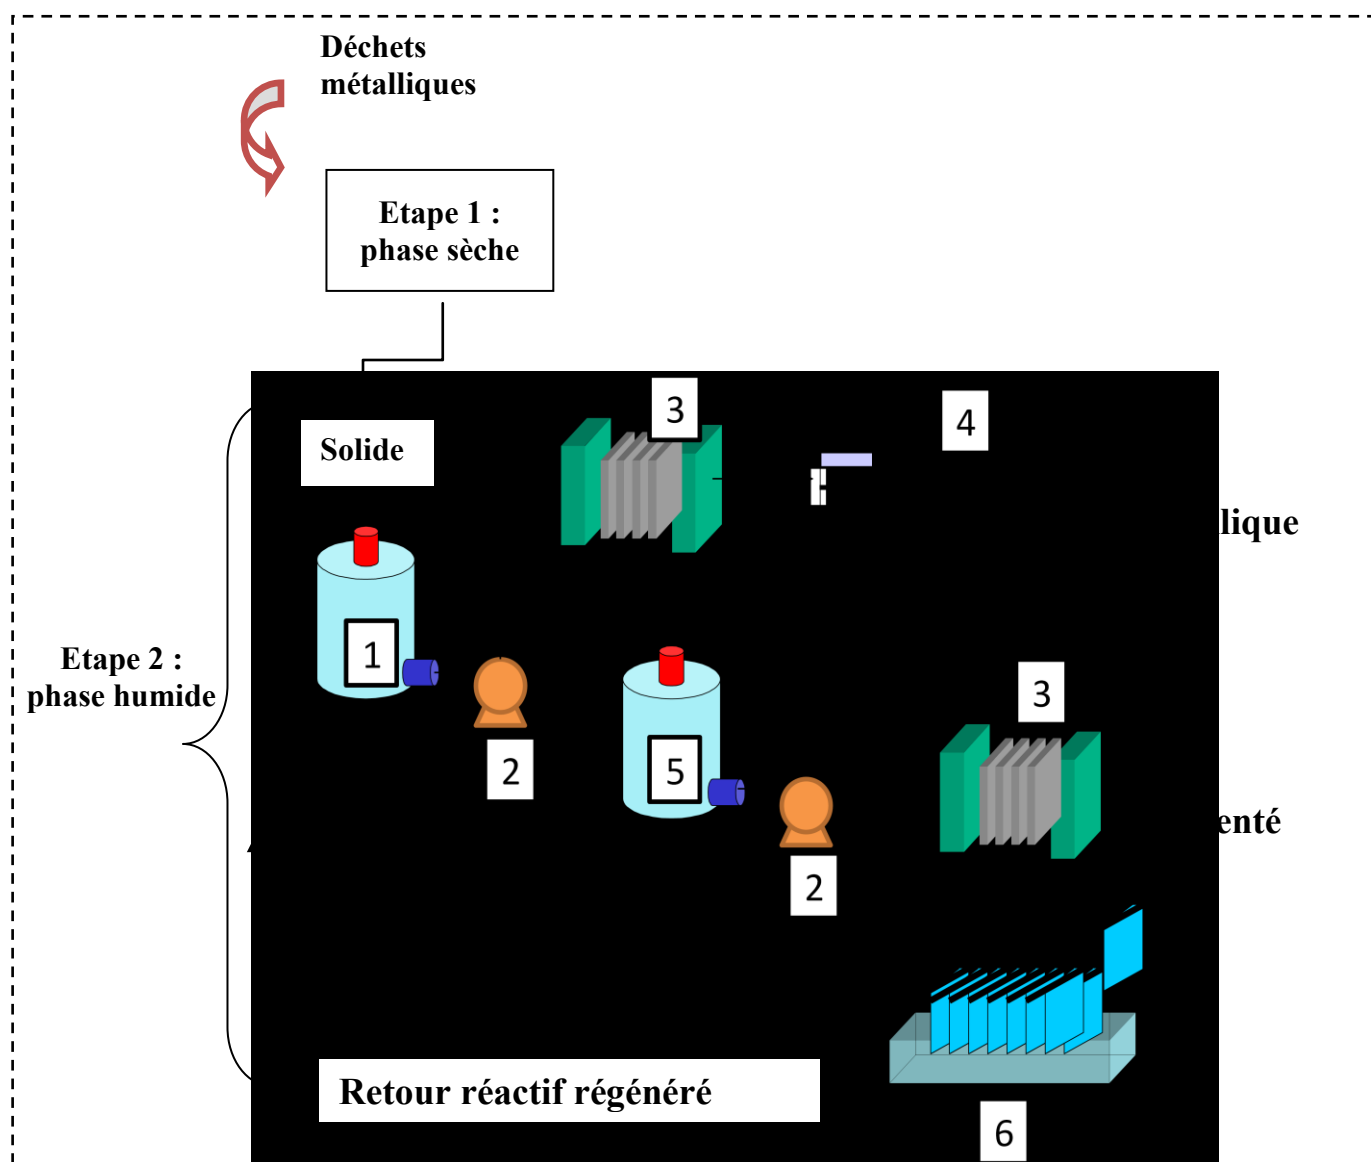 Déchets
métalliques
Etape 1 :
phase sèche
3
4
Solide
lique
1
Etape 2 :
phase humide
3
5
2
enté
2
Retour réactif régénéré
6